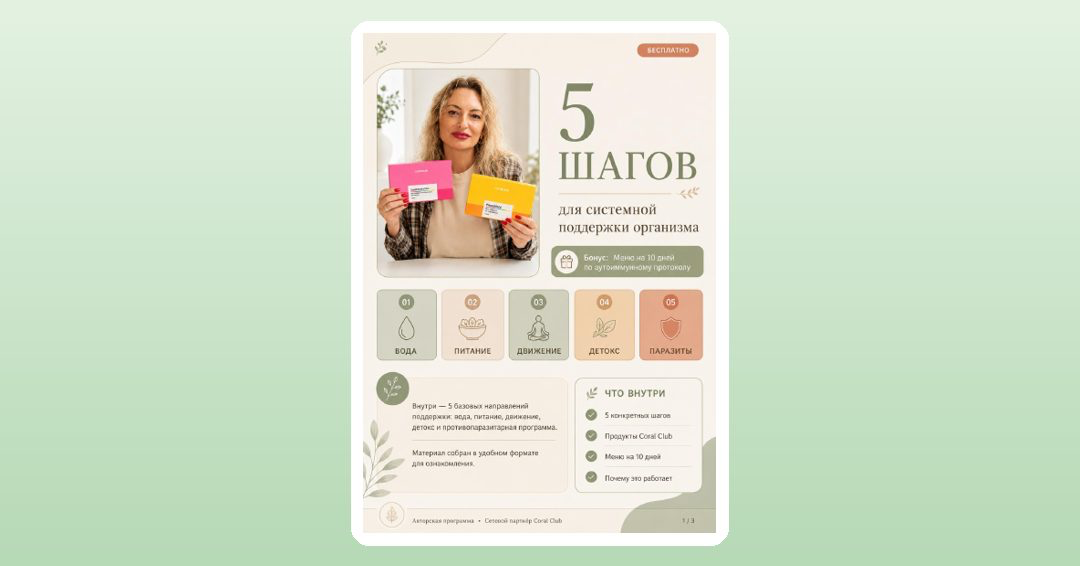 БЕСПЛАТНО
5
ШАГОВ
для системной
поддержки организма
Бонус: Меню на 10 дней
по аутоиммунному протоколу
01
ВОДА
02
ПИТАНИЕ
03
ДВИЖЕНИЕ
04
ДЕТОКС
05
ПАРАЗИТЫ
Внутри — 5 базовых направлений
поддержки: вода, питание, движение,
детокс и противопаразитарная программа.
Материал собран в удобном формате
для ознакомления.
ЧТО ВНУТРИ
5 конкретных шагов
Продукты Coral Club
Меню на 10 дней
Почему это работает
Авторская программа • Сетевой партнёр Coral Club
1 / 3